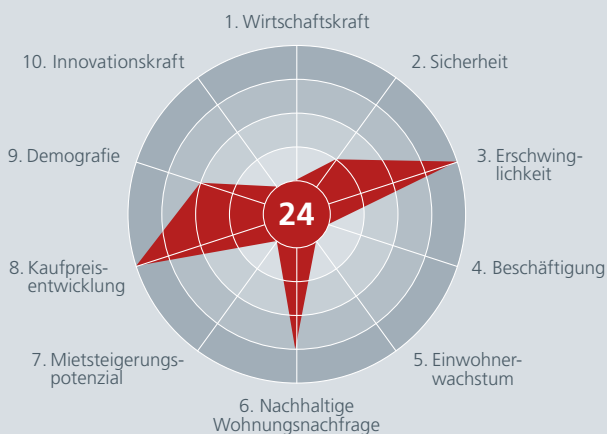 1. Wirtschaftskraft
2. Sicherheit
3. Erschwing-
lichkeit
4. Beschäftigung
5. Einwohner-
wachstum
6. Nachhaltige
Wohnungsnachfrage
7. Mietsteigerungs-
potenzial
8. Kaufpreis-
entwicklung
9. Demografie
10. Innovationskraft
24